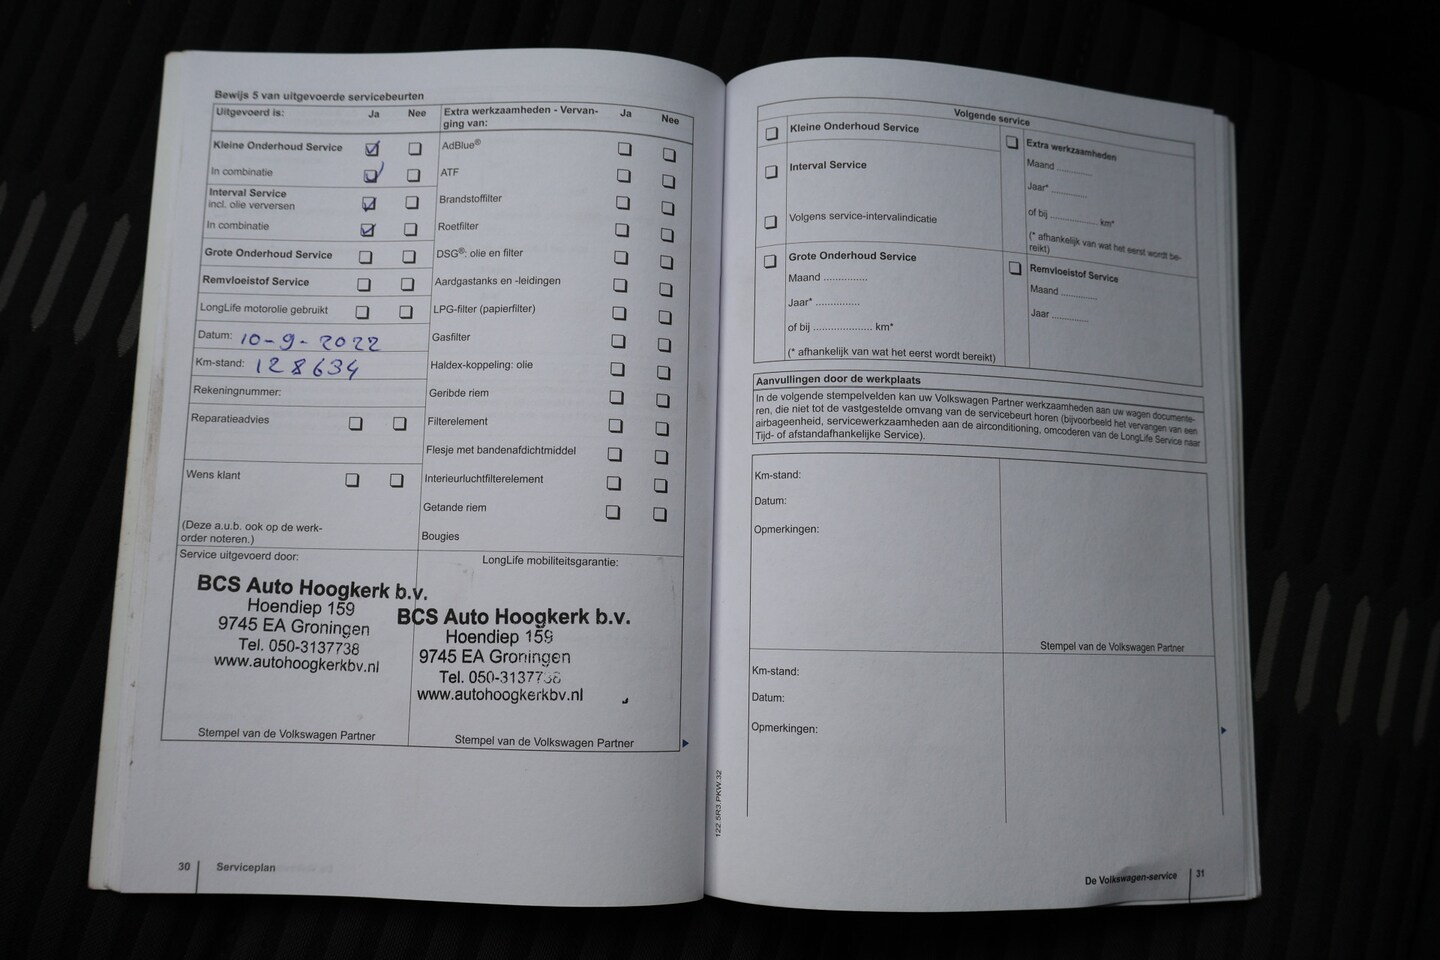 Bewijs 5 van uitgevoerde servicebeurten
Uitgevoerd is: Ja Nee
Kleine Onderhoud Service
In combinatie
Interval Service
incl. olie verversen
In combinatie
Grote Onderhoud Service
Remvloeistof Service
LongLife motorolie gebruikt
Datum: 10-9-2022
Km-stand: 128634
Rekeningnummer:
Reparatieadvies
Wens klant
(Deze a.u.b. ook op de werk-
order noteren.)
Extra werkzaamheden - Vervan-
ging van: Ja Nee
AdBlue®
ATF
Brandstoffilter
Roetfilter
DSG®: olie en filter
Aardgastanks en -leidingen
LPG-filter (papierfilter)
Gasfilter
Haldex-koppeling: olie
Geribde riem
Filterelement
Flesje met bandenafdichtmiddel
Interieurluchtfilterelement
Getande riem
Bougies
Service uitgevoerd door:
BCS Auto Hoogkerk b.v.
Hoendiep 159
9745 EA Groningen
Tel. 050-3137738
www.autohoogkerkbv.nl
Stempel van de Volkswagen Partner
LongLife mobiliteitsgarantie:
BCS Auto Hoogkerk b.v.
Hoendiep 159
9745 EA Groningen
Tel. 050-3137738
www.autohoogkerkbv.nl
Stempel van de Volkswagen Partner
30 Serviceplan
122.5R3.PKW.32
Volgende service
Kleine Onderhoud Service
Interval Service
Volgens service-intervalindicatie
Grote Onderhoud Service
Maand ...............
Jaar* ...............
of bij .................... km*
(* afhankelijk van wat het eerst wordt bereikt)
Extra werkzaamheden
Maand ............
Jaar* ............
of bij ................ km*
(* afhankelijk van wat het eerst wordt be-
reikt)
Remvloeistof Service
Maand ............
Jaar ............
Aanvullingen door de werkplaats
In de volgende stempelvelden kan uw Volkswagen Partner werkzaamheden aan uw wagen documente-
ren, die niet tot de vastgestelde omvang van de servicebeurt horen (bijvoorbeeld het vervangen van een
airbageenheid, servicewerkzaamheden aan de airconditioning, omcoderen van de LongLife Service naar
Tijd- of afstandafhankelijke Service).
Km-stand:
Datum:
Opmerkingen:
Stempel van de Volkswagen Partner
Km-stand:
Datum:
Opmerkingen:
De Volkswagen-service 31